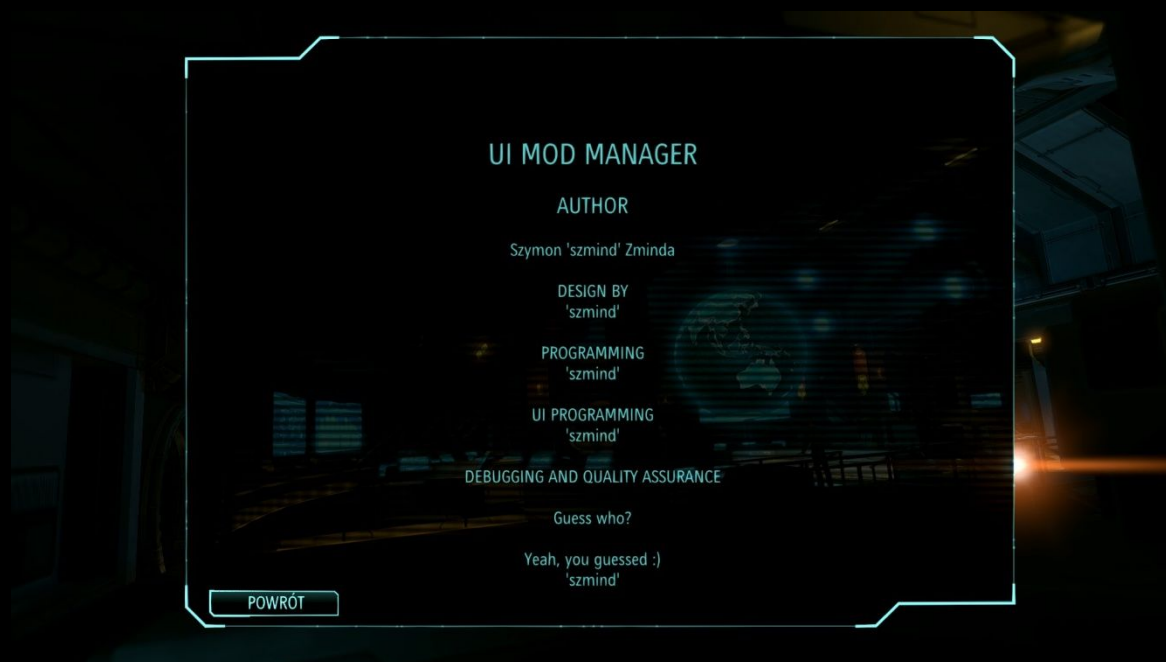 UI MOD MANAGER
AUTHOR
Szymon 'szmind' Zminda
DESIGN BY
'szmind'
PROGRAMMING
'szmind'
UI PROGRAMMING
'szmind'
DEBUGGING AND QUALITY ASSURANCE
Guess who?
Yeah, you guessed :)
'szmind'
POWRÓT